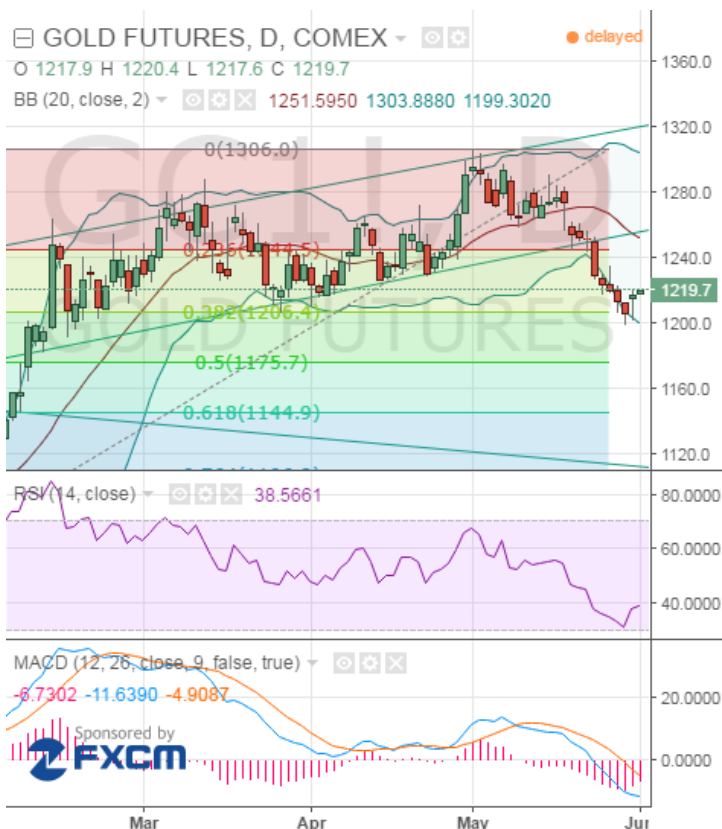 GOLD FUTURES, D, COMEX
delayed
O 1217.9 H 1220.4 L 1217.6 C 1219.7
BB (20, close, 2) 1251.5950 1303.8880 1199.3020
GC1!, D
GOLD FUTURES
0(1306.0)
0.236(1244.5)
0.382(1206.4)
0.5(1175.7)
0.618(1144.9)
1360.0
1320.0
1280.0
1240.0
1219.7
1200.0
1160.0
1120.0
RSI (14, close) 38.5661
80.0000
60.0000
40.0000
MACD (12, 26, close, 9, false, true)
-6.7302 -11.6390 -4.9087
20.0000
0.0000
Sponsored by
FXCM
Mar
Apr
May
Jun